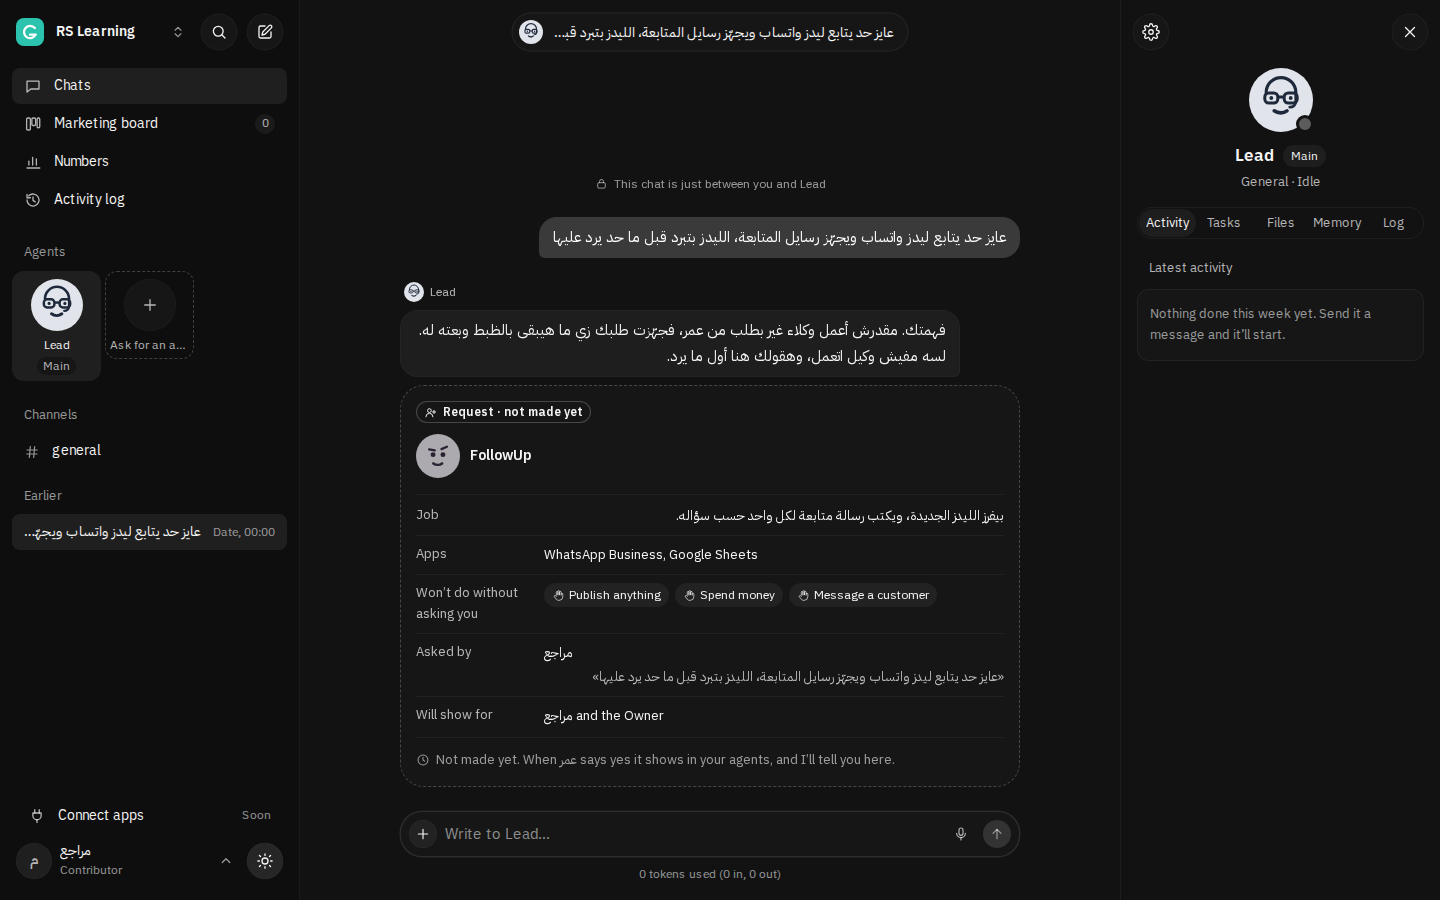 RS Learning
Chats
Marketing board
0
Numbers
Activity log
Agents
Lead
Main
Ask for an a...
Channels
general
Earlier
عايز حد يتابع ليدز واتساب ويجهّ...
Date, 00:00
Connect apps
Soon
م
مراجع
Contributor
عايز حد يتابع ليدز واتساب ويجهّز رسايل المتابعة، الليدز بتبرد قبـ...
This chat is just between you and Lead
عايز حد يتابع ليدز واتساب ويجهّز رسايل المتابعة، الليدز بتبرد قبل ما حد يرد عليها
Lead
فهمتك. مقدرش أعمل وكلاء غير بطلب من عمر، فجهّزت طلبك زي ما هيبقى بالظبط وبعته له.
لسه مفيش وكيل اتعمل، وهقولك هنا أول ما يرد.
Request · not made yet
FollowUp
Job
بيفرز الليدز الجديدة، ويكتب رسالة متابعة لكل واحد حسب سؤاله.
Apps
WhatsApp Business, Google Sheets
Won't do without
asking you
Publish anything
Spend money
Message a customer
Asked by
مراجع
«عايز حد يتابع ليدز واتساب ويجهّز رسايل المتابعة، الليدز بتبرد قبل ما حد يرد عليها»
Will show for
مراجع and the Owner
Not made yet. When عمر says yes it shows in your agents, and I'll tell you here.
Write to Lead...
0 tokens used (0 in, 0 out)
Lead
Main
General · Idle
Activity
Tasks
Files
Memory
Log
Latest activity
Nothing done this week yet. Send it a
message and it'll start.